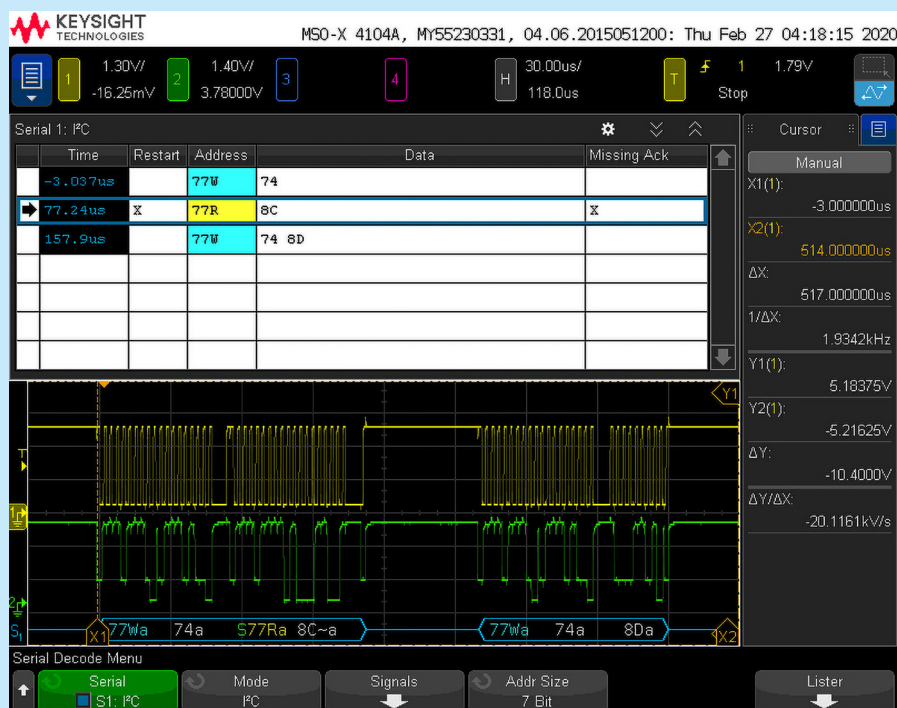 KEYSIGHT
TECHNOLOGIES
MSO-X 4104A, MY55230331, 04.06.2015051200: Thu Feb 27 04:18:15 2020
1 1.30V/ 2 1.40V/ 3 4 H 30.00us/ T 1 1.79V
-16.25mV 3.78000V 118.0us Stop
Serial 1: I²C
Time Restart Address Data Missing Ack
-3.037us 77W 74
77.24us X 77R 8C X
157.9us 77W 74 8D
Cursor
Manual
X1(1):
-3.000000us
X2(1):
514.000000us
ΔX:
517.000000us
1/ΔX:
1.9342kHz
Y1(1):
5.18375V
Y2(1):
-5.21625V
ΔY:
-10.4000V
ΔY/ΔX:
-20.1161kV/s
Y1
T
1
2
S1 X1 77Wa 74a S77Ra 8C~a 77Wa 74a 8Da X2
Serial Decode Menu
Serial Mode Signals Addr Size Lister
S1: I²C I²C 7 Bit